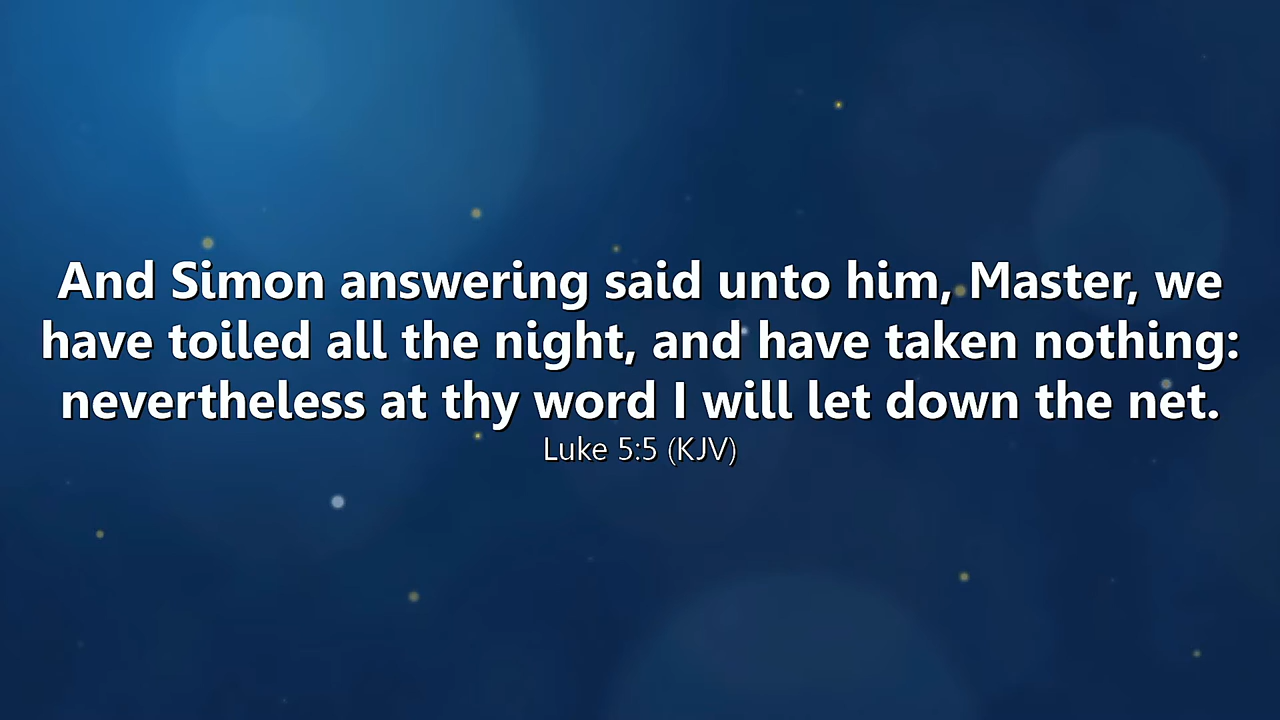 And Simon answering said unto him, Master, we
have toiled all the night, and have taken nothing:
nevertheless at thy word I will let down the net.
Luke 5:5 (KJV)